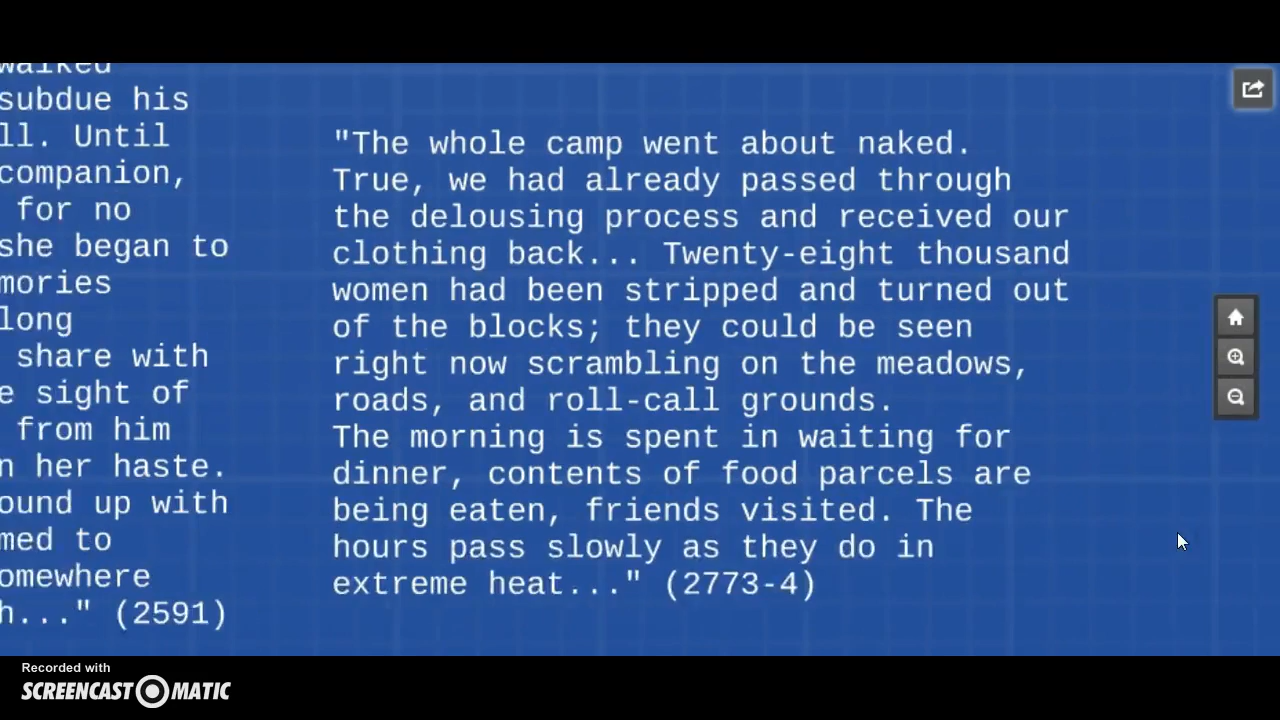 walked
subdue his
ll. Until
companion,
for no
she began to
mories
long
share with
e sight of
from him
n her haste.
ound up with
med to
omewhere
h..." (2591)
"The whole camp went about naked.
True, we had already passed through
the delousing process and received our
clothing back... Twenty-eight thousand
women had been stripped and turned out
of the blocks; they could be seen
right now scrambling on the meadows,
roads, and roll-call grounds.
The morning is spent in waiting for
dinner, contents of food parcels are
being eaten, friends visited. The
hours pass slowly as they do in
extreme heat..." (2773-4)
Recorded with
SCREENCAST MATIC